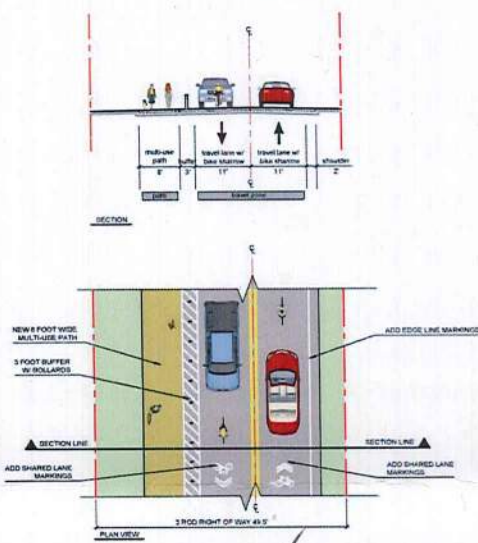 ℄
multi-use
path
8'
buffer
3'
travel lane w/
bike sharrow
11'
travel lane w/
bike sharrow
11'
shoulder
2'
path
travel zone
℄
SECTION
℄
NEW 8 FOOT WIDE
MULTI-USE PATH
3 FOOT BUFFER
W/ BOLLARDS
ADD EDGE LINE MARKINGS
SECTION LINE
SECTION LINE
ADD SHARED LANE
MARKINGS
ADD SHARED LANE
MARKINGS
3 ROD RIGHT OF WAY 49.5'
PLAN VIEW